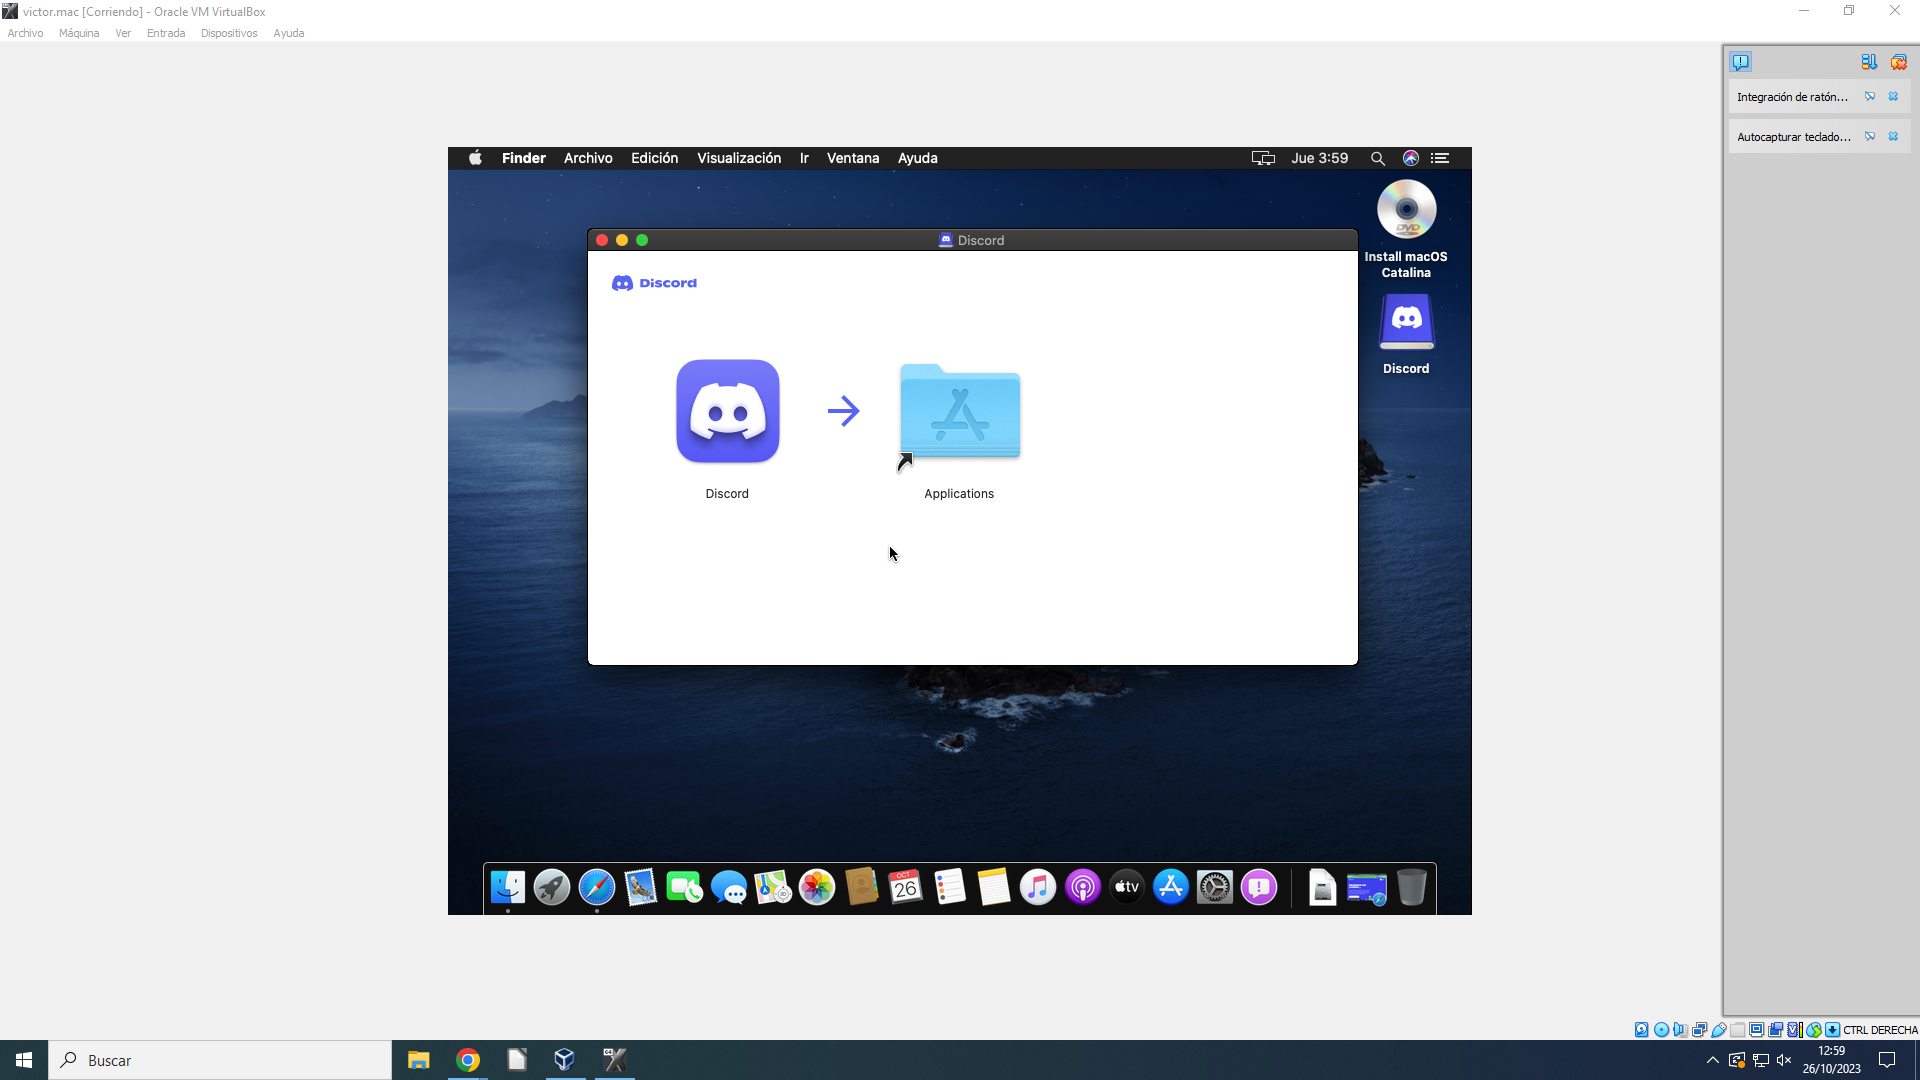 victor.mac [Corriendo] - Oracle VM VirtualBox
Archivo Máquina Ver Entrada Dispositivos Ayuda
Integración de ratón...
Autocapturar teclado...
Finder Archivo Edición Visualización Ir Ventana Ayuda Jue 3:59
DVD
Install macOS
Catalina
Discord
Discord
Discord
Discord
Applications
OCT
26
tv
CTRL DERECHA
Buscar
12:59
26/10/2023